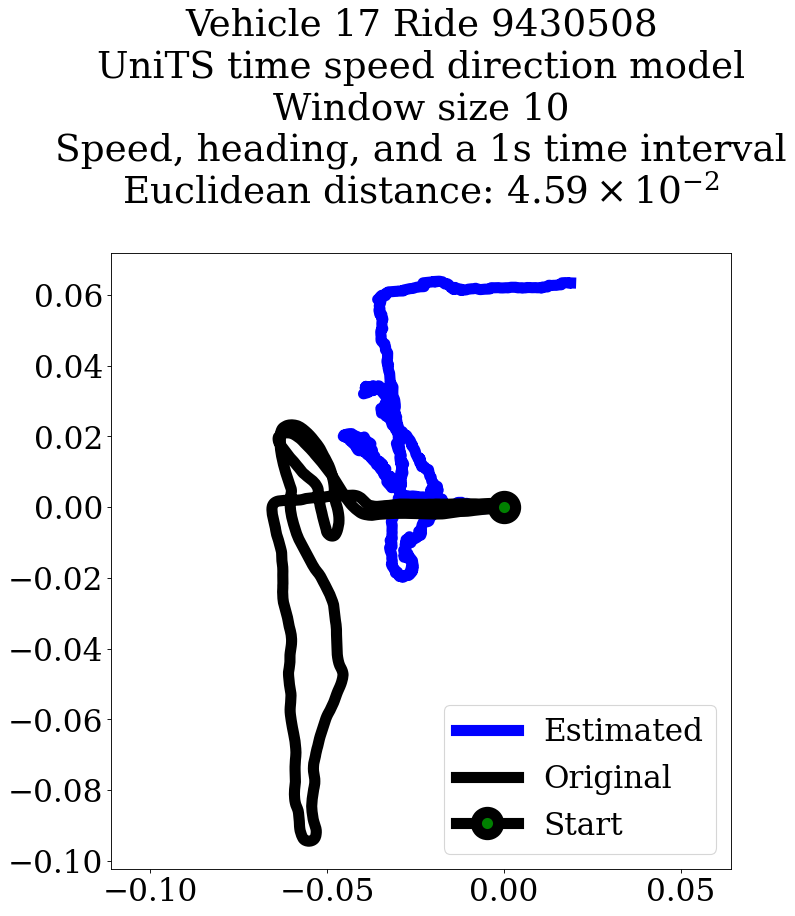 Vehicle 17 Ride 9430508
UniTS time speed direction model
Window size 10
Speed, heading, and a 1s time interval
Euclidean distance: 4.59 × 10⁻²
0.06
0.04
0.02
0.00
−0.02
−0.04
−0.06
−0.08
−0.10
Estimated
Original
Start
−0.10 −0.05 0.00 0.05